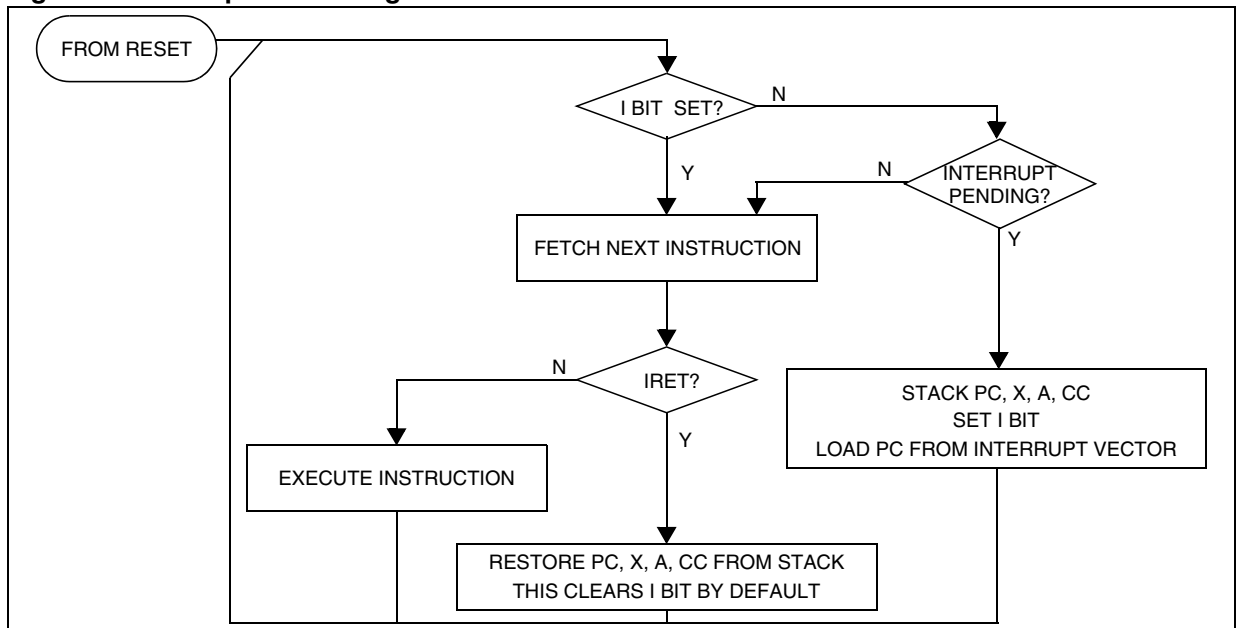 FROM RESET
I BIT SET?
N
Y
N
INTERRUPT
PENDING?
Y
FETCH NEXT INSTRUCTION
N
IRET?
Y
STACK PC, X, A, CC
SET I BIT
LOAD PC FROM INTERRUPT VECTOR
EXECUTE INSTRUCTION
RESTORE PC, X, A, CC FROM STACK
THIS CLEARS I BIT BY DEFAULT